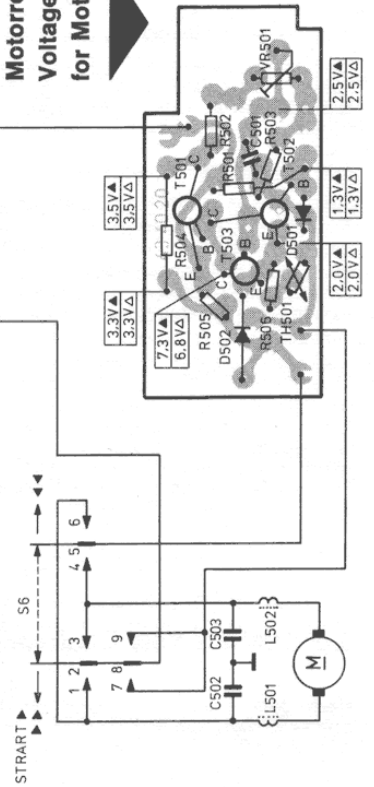 Motorre
Voltage
for Mot
VR501
R502
C501
R503
R501
T502
T501
C
C
B
E
R504
T503
B
E
B
C
E
D501
R505
D502
R506
TH501
2.5V▲
2.5V△
3.5V▲
3.5V△
1.3V▲
1.3V△
3.3V▲
3.3V△
2.0V▲
2.0V△
7.3V▲
6.8V△
S6
STRART ▶
1 2 3
4 5 6
7 8 9
C502
C503
L501
L502
M